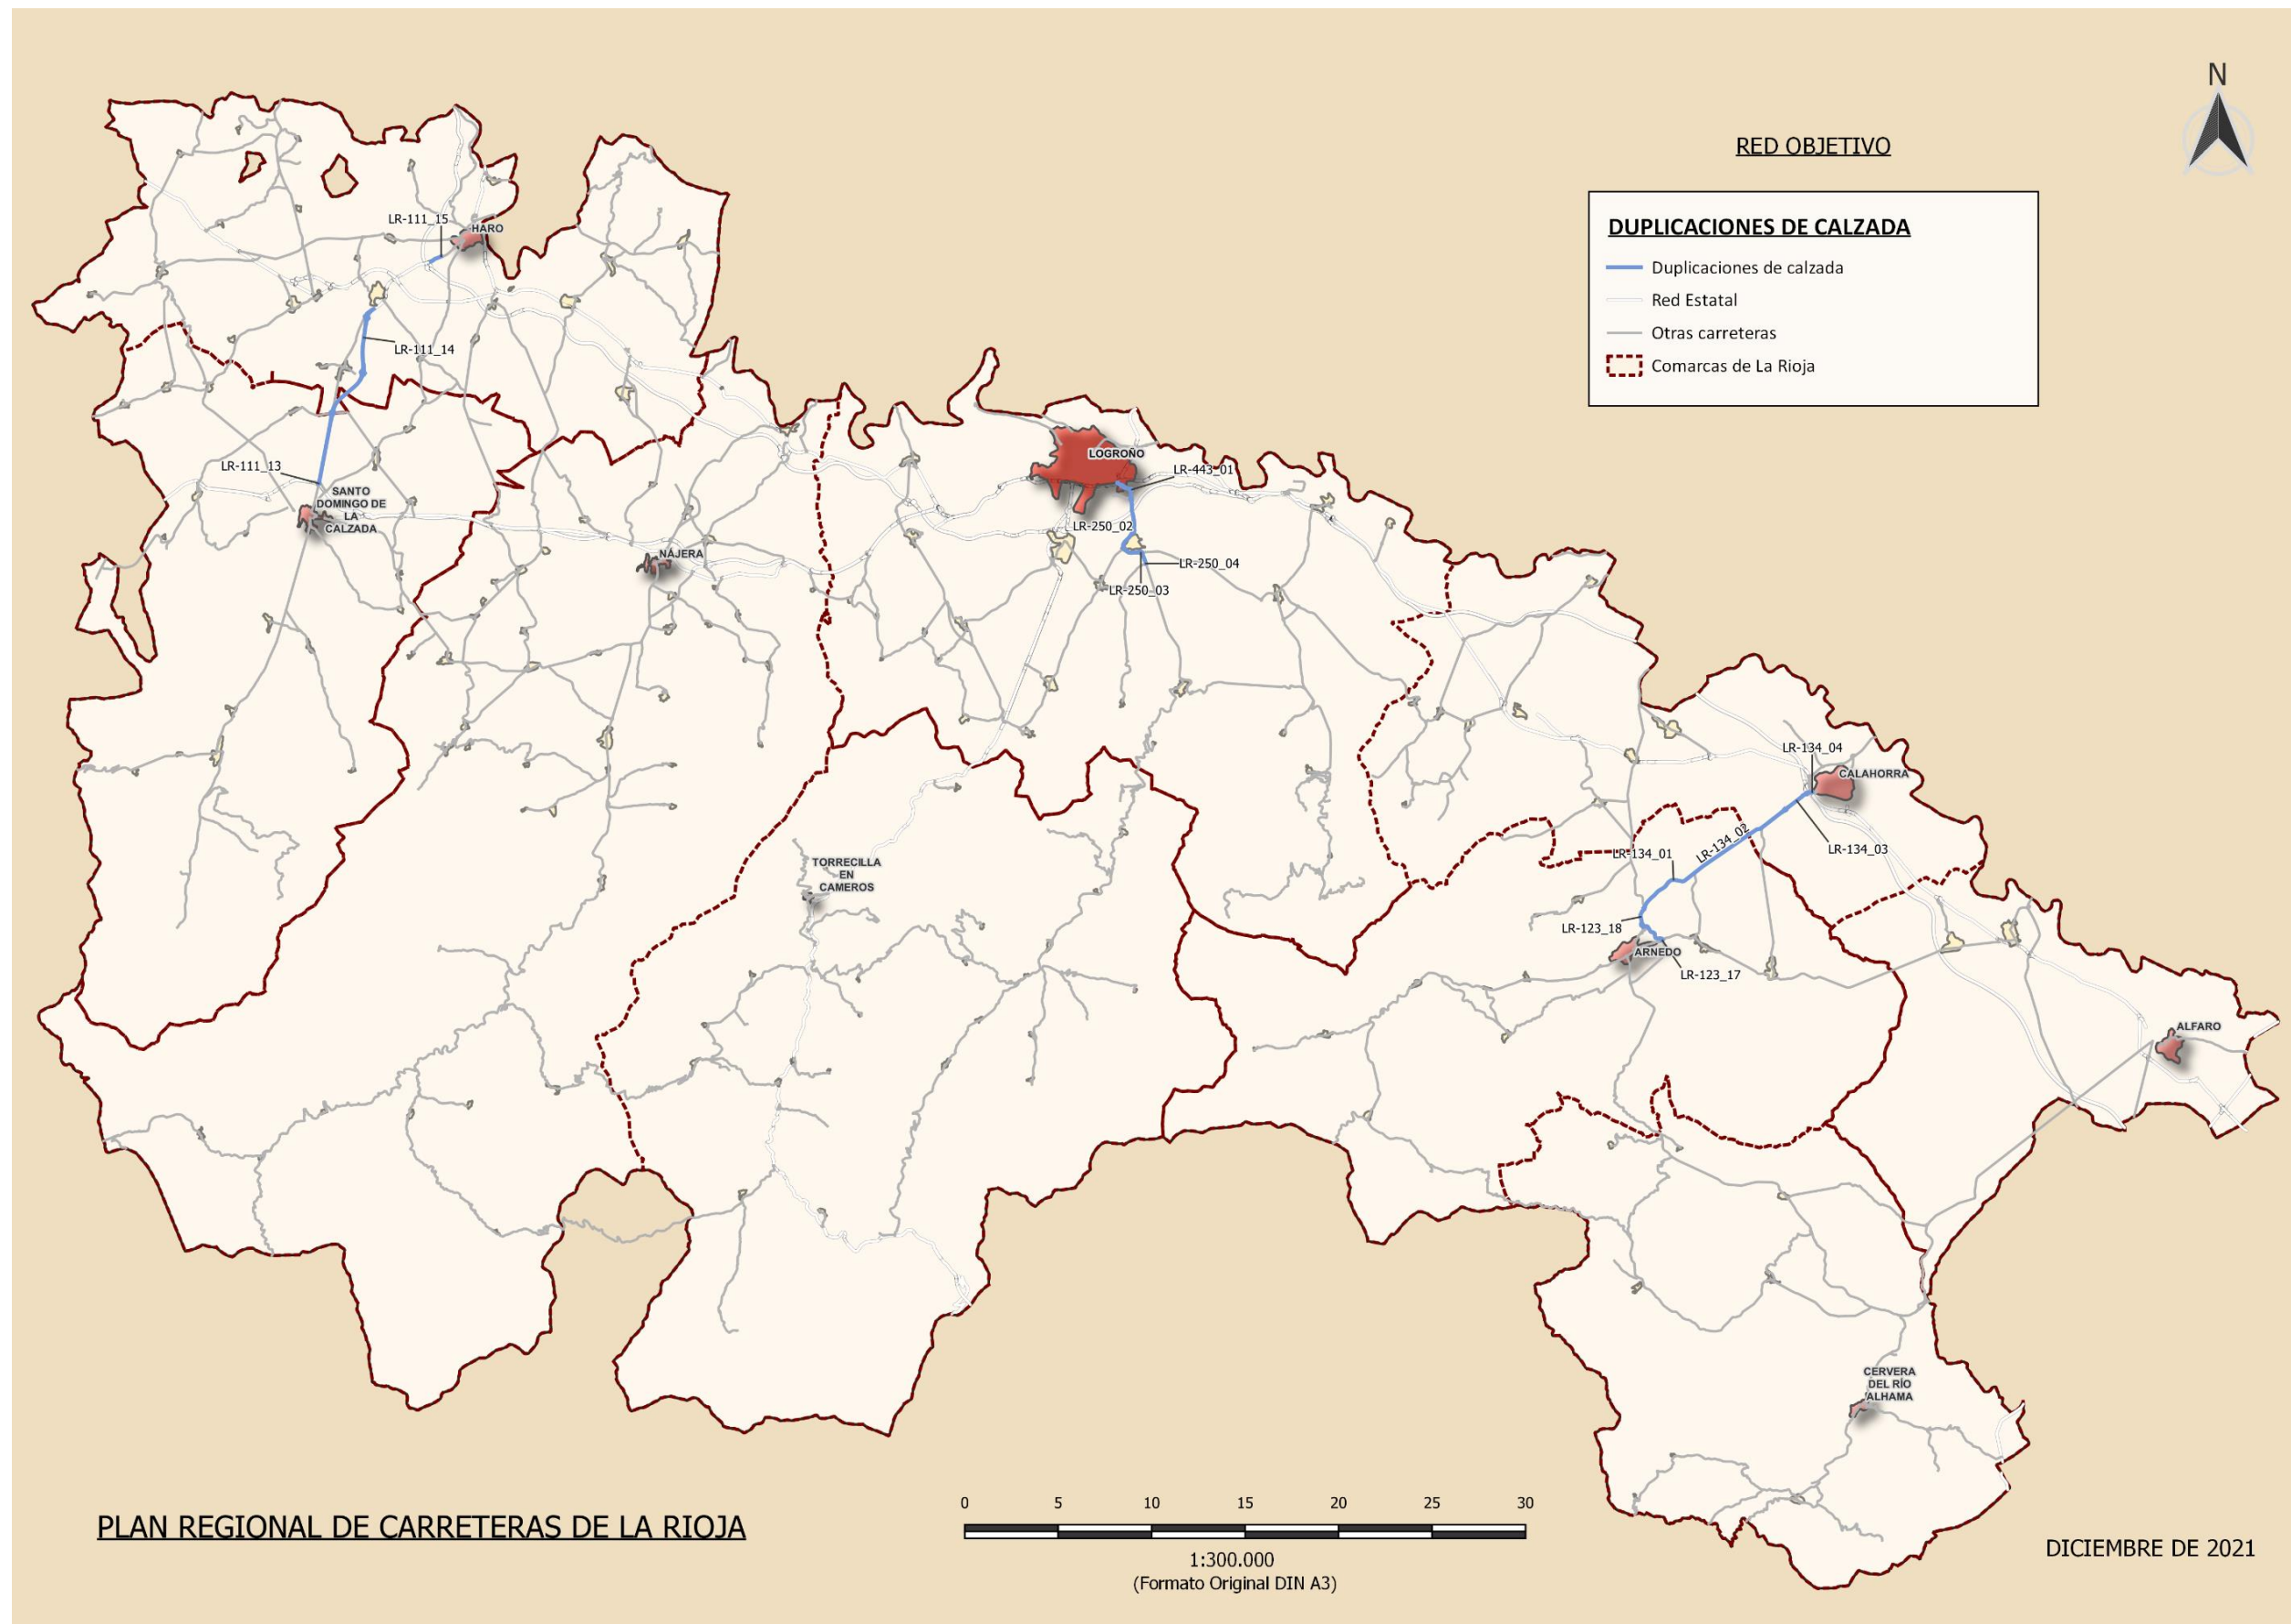 N
RED OBJETIVO
DUPLICACIONES DE CALZADA
Duplicaciones de calzada
Red Estatal
Otras carreteras
Comarcas de La Rioja
LR-111_15
HARO
LR-111_14
LR-111_13
SANTO
DOMINGO DE
LA
CALZADA
NÁJERA
LOGROÑO
LR-443_01
LR-250_02
LR-250_04
LR-250_03
LR-134_04
CALAHORRA
LR-134_02
LR-134_01
LR-134_03
TORRECILLA
EN
CAMEROS
LR-123_18
ARNEDO
LR-123_17
ALFARO
CERVERA
DEL RÍO
ALHAMA
PLAN REGIONAL DE CARRETERAS DE LA RIOJA
0 5 10 15 20 25 30
1:300.000
(Formato Original DIN A3)
DICIEMBRE DE 2021